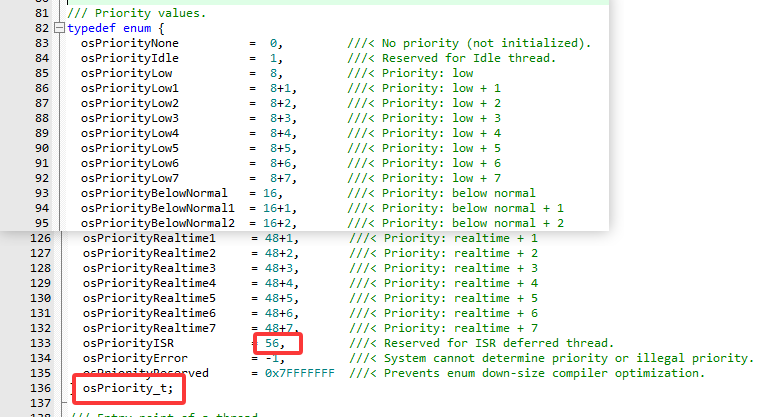 81 /// Priority values.
82 typedef enum {
83 osPriorityNone = 0, ///< No priority (not initialized).
84 osPriorityIdle = 1, ///< Reserved for Idle thread.
85 osPriorityLow = 8, ///< Priority: low
86 osPriorityLow1 = 8+1, ///< Priority: low + 1
87 osPriorityLow2 = 8+2, ///< Priority: low + 2
88 osPriorityLow3 = 8+3, ///< Priority: low + 3
89 osPriorityLow4 = 8+4, ///< Priority: low + 4
90 osPriorityLow5 = 8+5, ///< Priority: low + 5
91 osPriorityLow6 = 8+6, ///< Priority: low + 6
92 osPriorityLow7 = 8+7, ///< Priority: low + 7
93 osPriorityBelowNormal = 16, ///< Priority: below normal
94 osPriorityBelowNormal1 = 16+1, ///< Priority: below normal + 1
95 osPriorityBelowNormal2 = 16+2, ///< Priority: below normal + 2
126 osPriorityRealtime1 = 48+1, ///< Priority: realtime + 1
127 osPriorityRealtime2 = 48+2, ///< Priority: realtime + 2
128 osPriorityRealtime3 = 48+3, ///< Priority: realtime + 3
129 osPriorityRealtime4 = 48+4, ///< Priority: realtime + 4
130 osPriorityRealtime5 = 48+5, ///< Priority: realtime + 5
131 osPriorityRealtime6 = 48+6, ///< Priority: realtime + 6
132 osPriorityRealtime7 = 48+7, ///< Priority: realtime + 7
133 osPriorityISR = 56, ///< Reserved for ISR deferred thread.
134 osPriorityError = -1, ///< System cannot determine priority or illegal priority.
135 osPriorityReserved = 0x7FFFFFFF ///< Prevents enum down-size compiler optimization.
136 osPriority_t;
137
138 /// Entry point of a thread